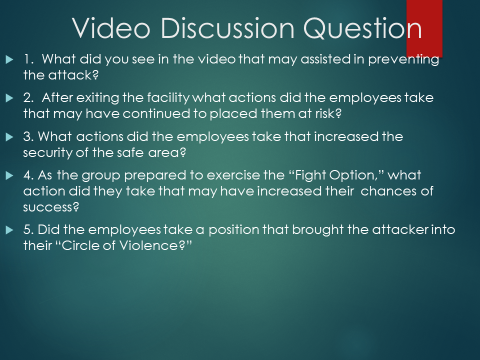 Video Discussion Question
1. What did you see in the video that may assisted in preventing
the attack?
2. After exiting the facility what actions did the employees take
that may have continued to placed them at risk?
3. What actions did the employees take that increased the
security of the safe area?
4. As the group prepared to exercise the “Fight Option,” what
action did they take that may have increased their chances of
success?
5. Did the employees take a position that brought the attacker into
their “Circle of Violence?”